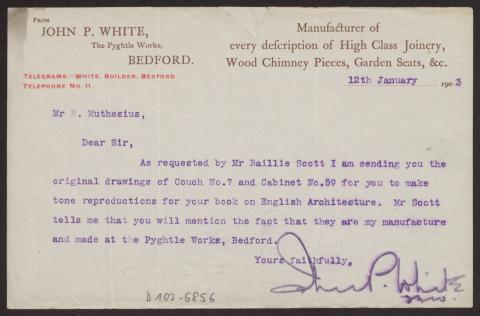 FROM
JOHN P. WHITE,
The Pyghtle Works,
BEDFORD.
TELEGRAMS:–WHITE, BUILDER, BEDFORD.
TELEPHONE NO. 11.
Manufacturer of
every description of High Class Joinery,
Wood Chimney Pieces, Garden Seats, &c.
12th January 1903
Mr H. Muthesius,
Dear Sir,
As requested by Mr Baillie Scott I am sending you the
original drawings of Couch No.7 and Cabinet No.59 for you to make
tone reproductions for your book on English Architecture. Mr Scott
tells me that you will mention the fact that they are my manufacture
and made at the Pyghtle Works, Bedford.
Yours faithfully,
John P. White
D 102-6856